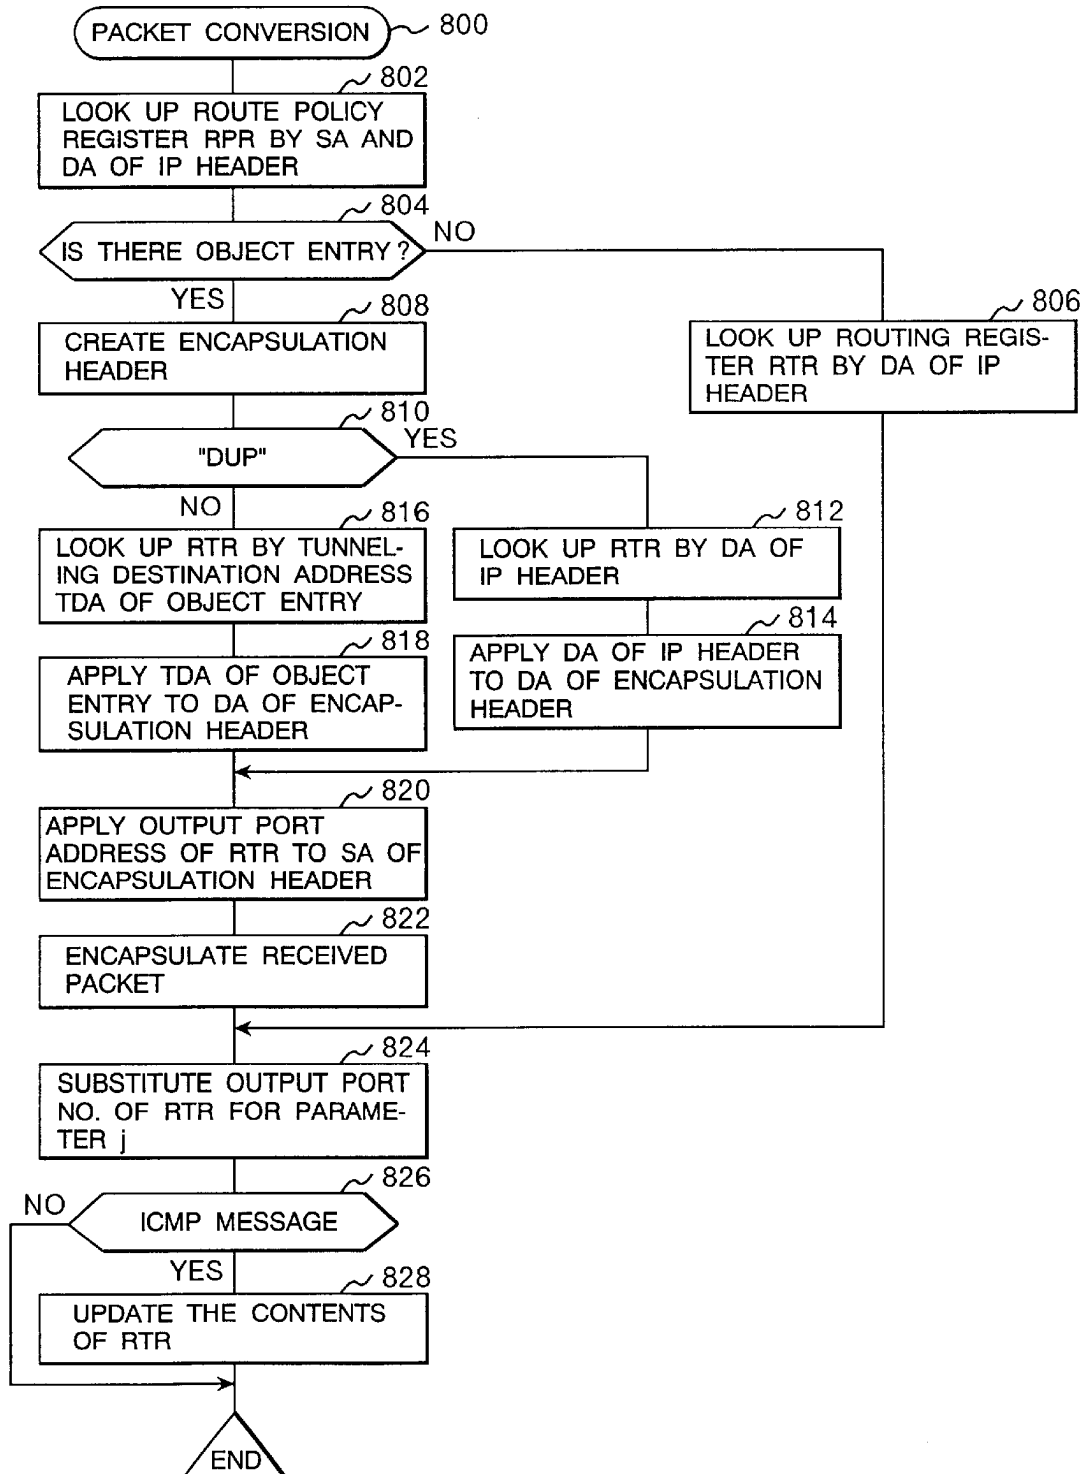 PACKET CONVERSION
800
802
LOOK UP ROUTE POLICY
REGISTER RPR BY SA AND
DA OF IP HEADER
804
IS THERE OBJECT ENTRY ?
NO
YES
808
CREATE ENCAPSULATION
HEADER
806
LOOK UP ROUTING REGIS-
TER RTR BY DA OF IP
HEADER
810
"DUP"
YES
NO
816
LOOK UP RTR BY TUNNEL-
ING DESTINATION ADDRESS
TDA OF OBJECT ENTRY
812
LOOK UP RTR BY DA OF
IP HEADER
818
APPLY TDA OF OBJECT
ENTRY TO DA OF ENCAP-
SULATION HEADER
814
APPLY DA OF IP HEADER
TO DA OF ENCAPSULATION
HEADER
820
APPLY OUTPUT PORT
ADDRESS OF RTR TO SA OF
ENCAPSULATION HEADER
822
ENCAPSULATE RECEIVED
PACKET
824
SUBSTITUTE OUTPUT PORT
NO. OF RTR FOR PARAME-
TER j
826
NO
ICMP MESSAGE
YES
828
UPDATE THE CONTENTS
OF RTR
END